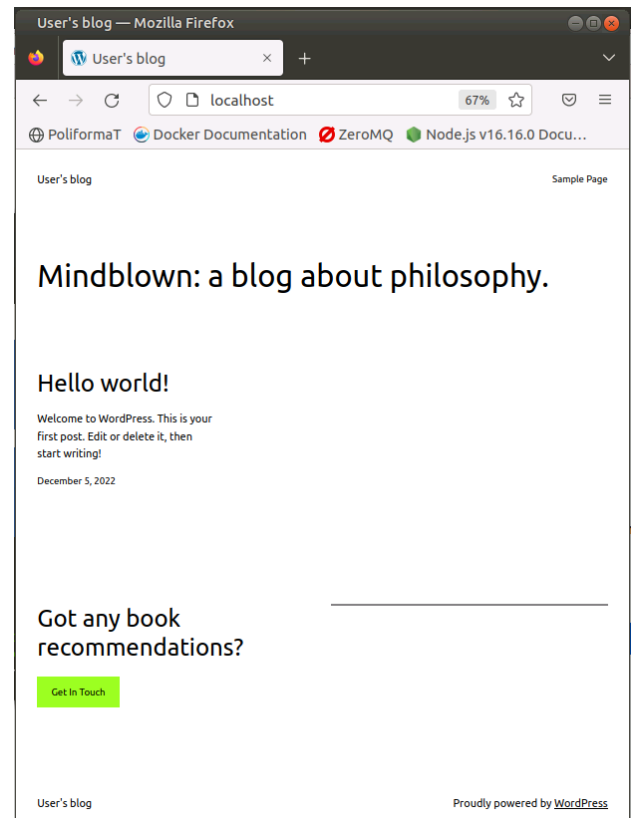 User's blog — Mozilla Firefox
User's blog
localhost 67%
PoliformaT Docker Documentation ZeroMQ Node.js v16.16.0 Docu…
User's blog Sample Page
Mindblown: a blog about philosophy.
Hello world!
Welcome to WordPress. This is your
first post. Edit or delete it, then
start writing!
December 5, 2022
Got any book
recommendations?
Get In Touch
User's blog Proudly powered by WordPress